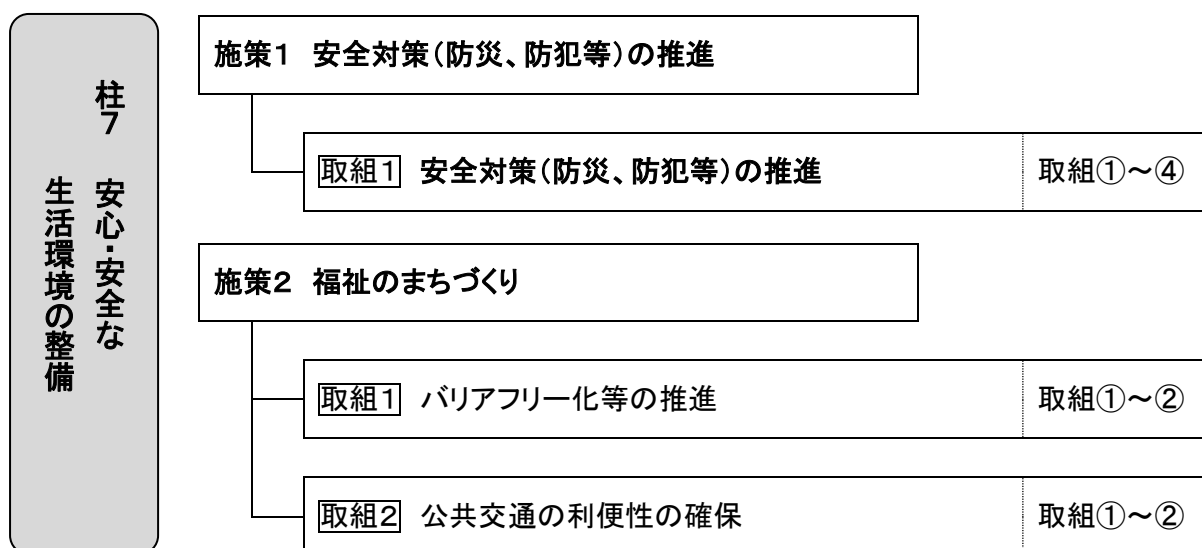 柱７　安心・安全な
生活環境の整備
施策１　安全対策（防災、防犯等）の推進
取組１　安全対策（防災、防犯等）の推進　取組①～④
施策２　福祉のまちづくり
取組１　バリアフリー化等の推進　取組①～②
取組２　公共交通の利便性の確保　取組①～②